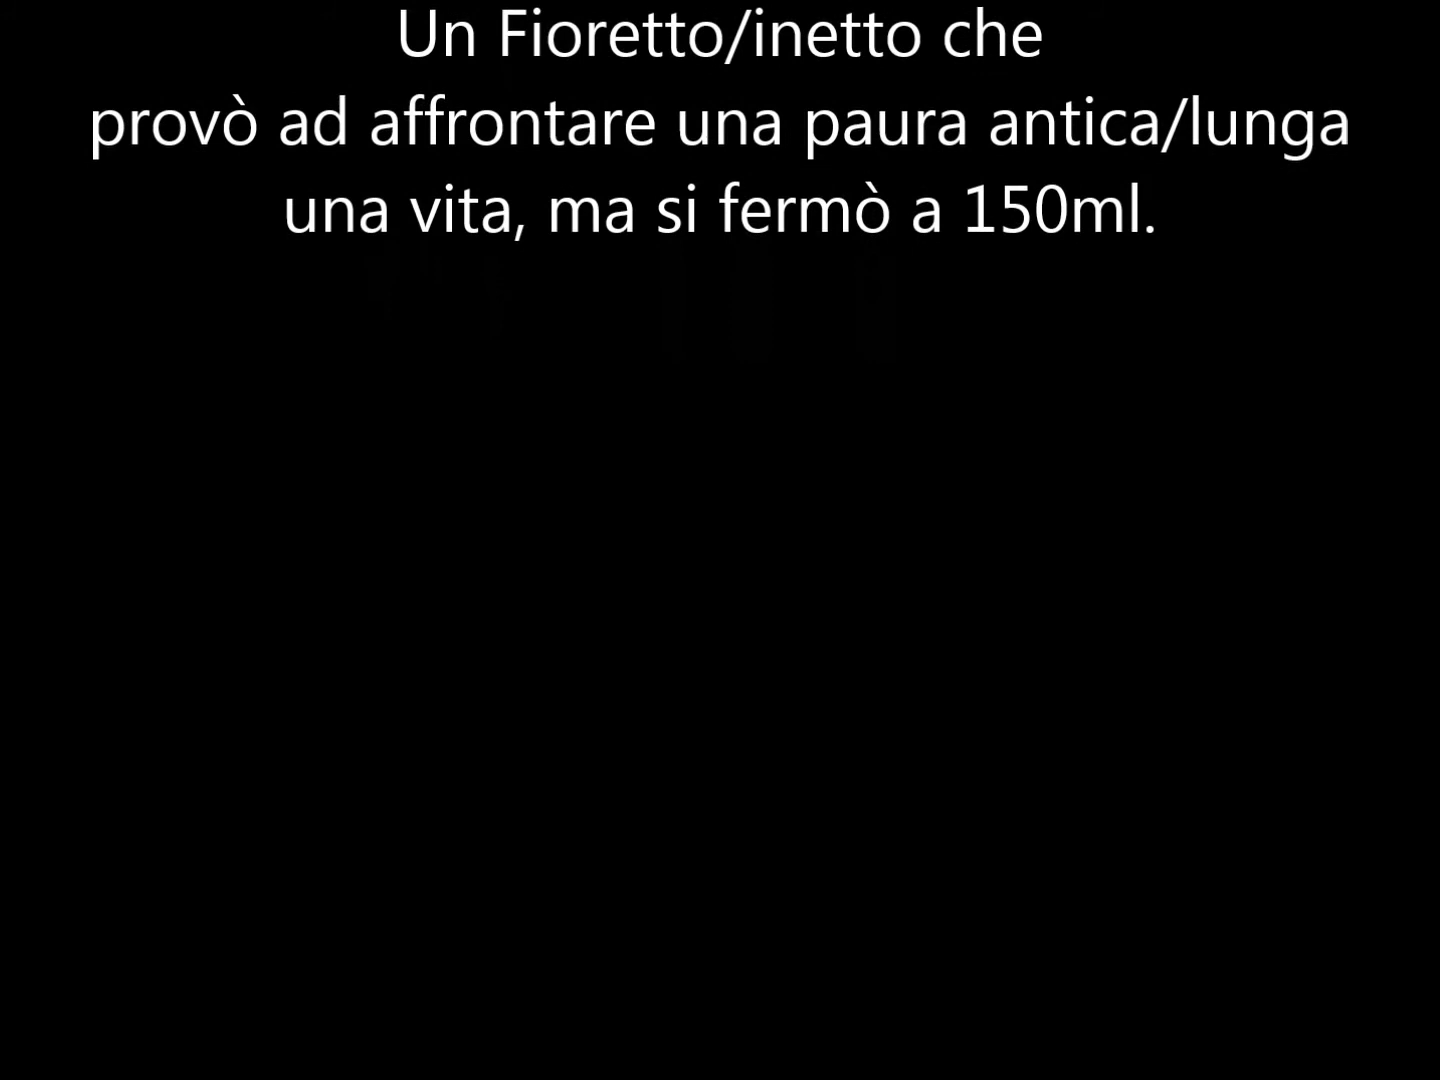 Un Fioretto/inetto che
provò ad affrontare una paura antica/lunga
una vita, ma si fermò a 150ml.